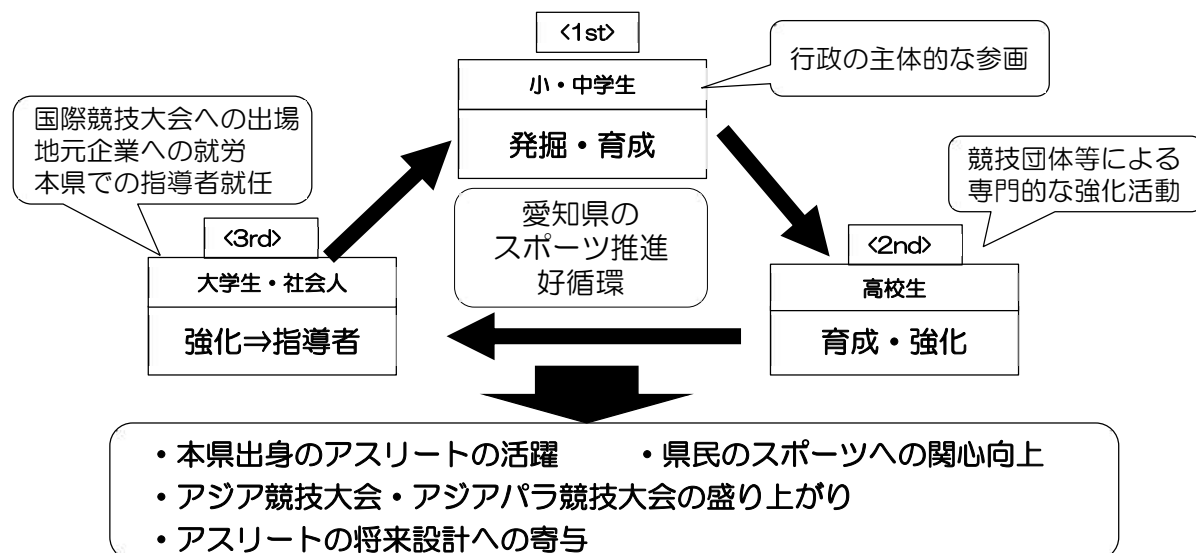 <1st>
小・中学生
発掘・育成
行政の主体的な参画
国際競技大会への出場
地元企業への就労
本県での指導者就任
競技団体等による
専門的な強化活動
愛知県の
スポーツ推進
好循環
<3rd>
大学生・社会人
強化⇒指導者
<2nd>
高校生
育成・強化
・本県出身のアスリートの活躍 ・県民のスポーツへの関心向上
・アジア競技大会・アジアパラ競技大会の盛り上がり
・アスリートの将来設計への寄与